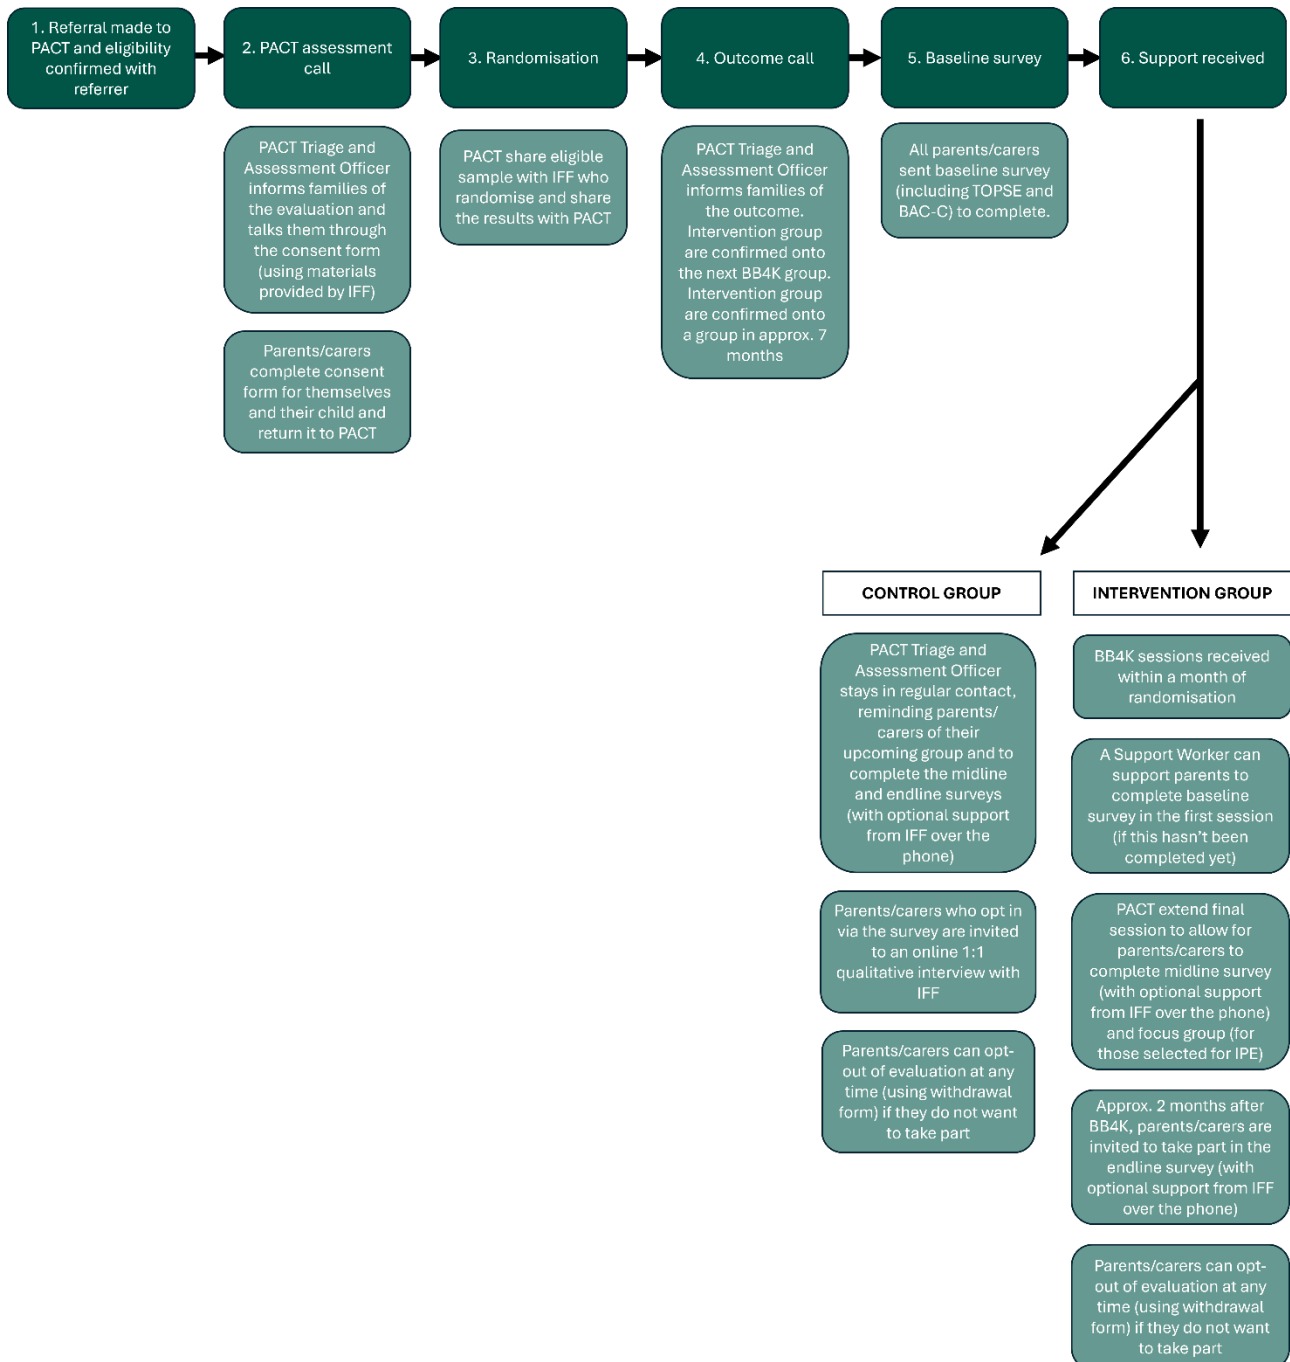 1. Referral made to
PACT and eligibility
confirmed with
referrer
2. PACT assessment
call
3. Randomisation
4. Outcome call
5. Baseline survey
6. Support received
PACT Triage and
Assessment Officer
informs families of
the evaluation and
talks them through
the consent form
(using materials
provided by IFF)
Parents/carers
complete consent
form for themselves
and their child and
return it to PACT
PACT share eligible
sample with IFF who
randomise and share
the results with PACT
PACT Triage and
Assessment Officer
informs families of
the outcome.
Intervention group
are confirmed onto
the next BB4K group.
Intervention group
are confirmed onto
a group in approx. 7
months
All parents/carers
sent baseline survey
(including TOPSE and
BAC-C) to complete.
CONTROL GROUP
PACT Triage and
Assessment Officer
stays in regular contact,
reminding parents/
carers of their
upcoming group and to
complete the midline
and endline surveys
(with optional support
from IFF over the
phone)
Parents/carers who opt in
via the survey are invited
to an online 1:1
qualitative interview with
IFF
Parents/carers can opt-
out of evaluation at any
time (using withdrawal
form) if they do not want
to take part
INTERVENTION GROUP
BB4K sessions received
within a month of
randomisation
A Support Worker can
support parents to
complete baseline
survey in the first session
(if this hasn’t been
completed yet)
PACT extend final
session to allow for
parents/carers to
complete midline survey
(with optional support
from IFF over the phone)
and focus group (for
those selected for IPE)
Approx. 2 months after
BB4K, parents/carers are
invited to take part in the
endline survey (with
optional support from IFF
over the phone)
Parents/carers can opt-
out of evaluation at any
time (using withdrawal
form) if they do not want
to take part